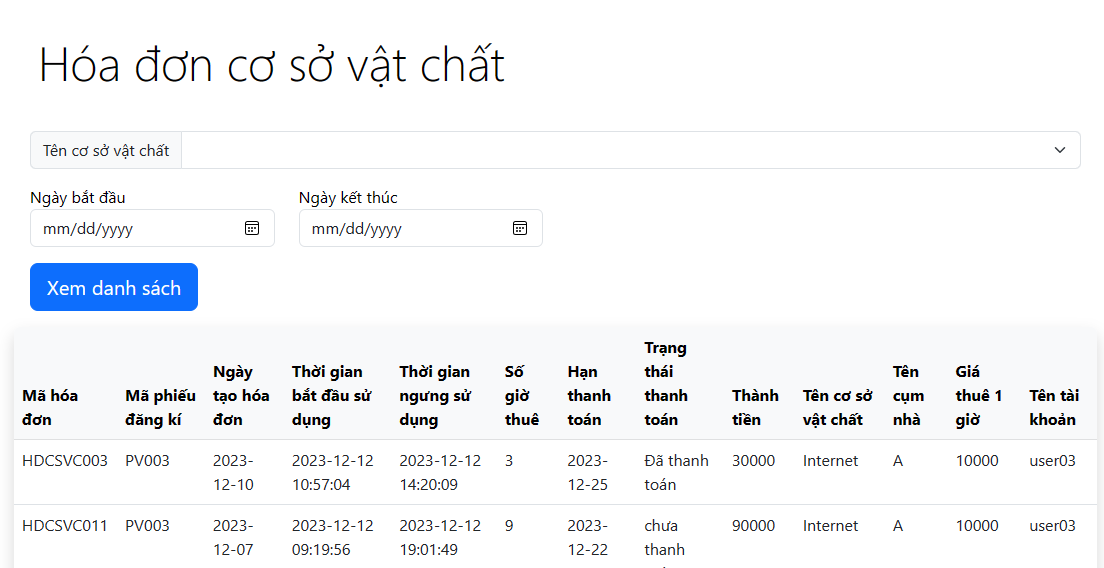 Hóa đơn cơ sở vật chất
Tên cơ sở vật chất
Ngày bắt đầu Ngày kết thúc
mm/dd/yyyy mm/dd/yyyy
Xem danh sách
Mã hóa đơn Mã phiếu đăng kí Ngày tạo hóa đơn Thời gian bắt đầu sử dụng Thời gian ngưng sử dụng Số giờ thuê Hạn thanh toán Trạng thái thanh toán Thành tiền Tên cơ sở vật chất Tên cụm nhà Giá thuê 1 giờ Tên tài khoản
HDCSVC003 PV003 2023-12-10 2023-12-12 10:57:04 2023-12-12 14:20:09 3 2023-12-25 Đã thanh toán 30000 Internet A 10000 user03
HDCSVC011 PV003 2023-12-07 2023-12-12 09:19:56 2023-12-12 19:01:49 9 2023-12-22 chưa thanh 90000 Internet A 10000 user03